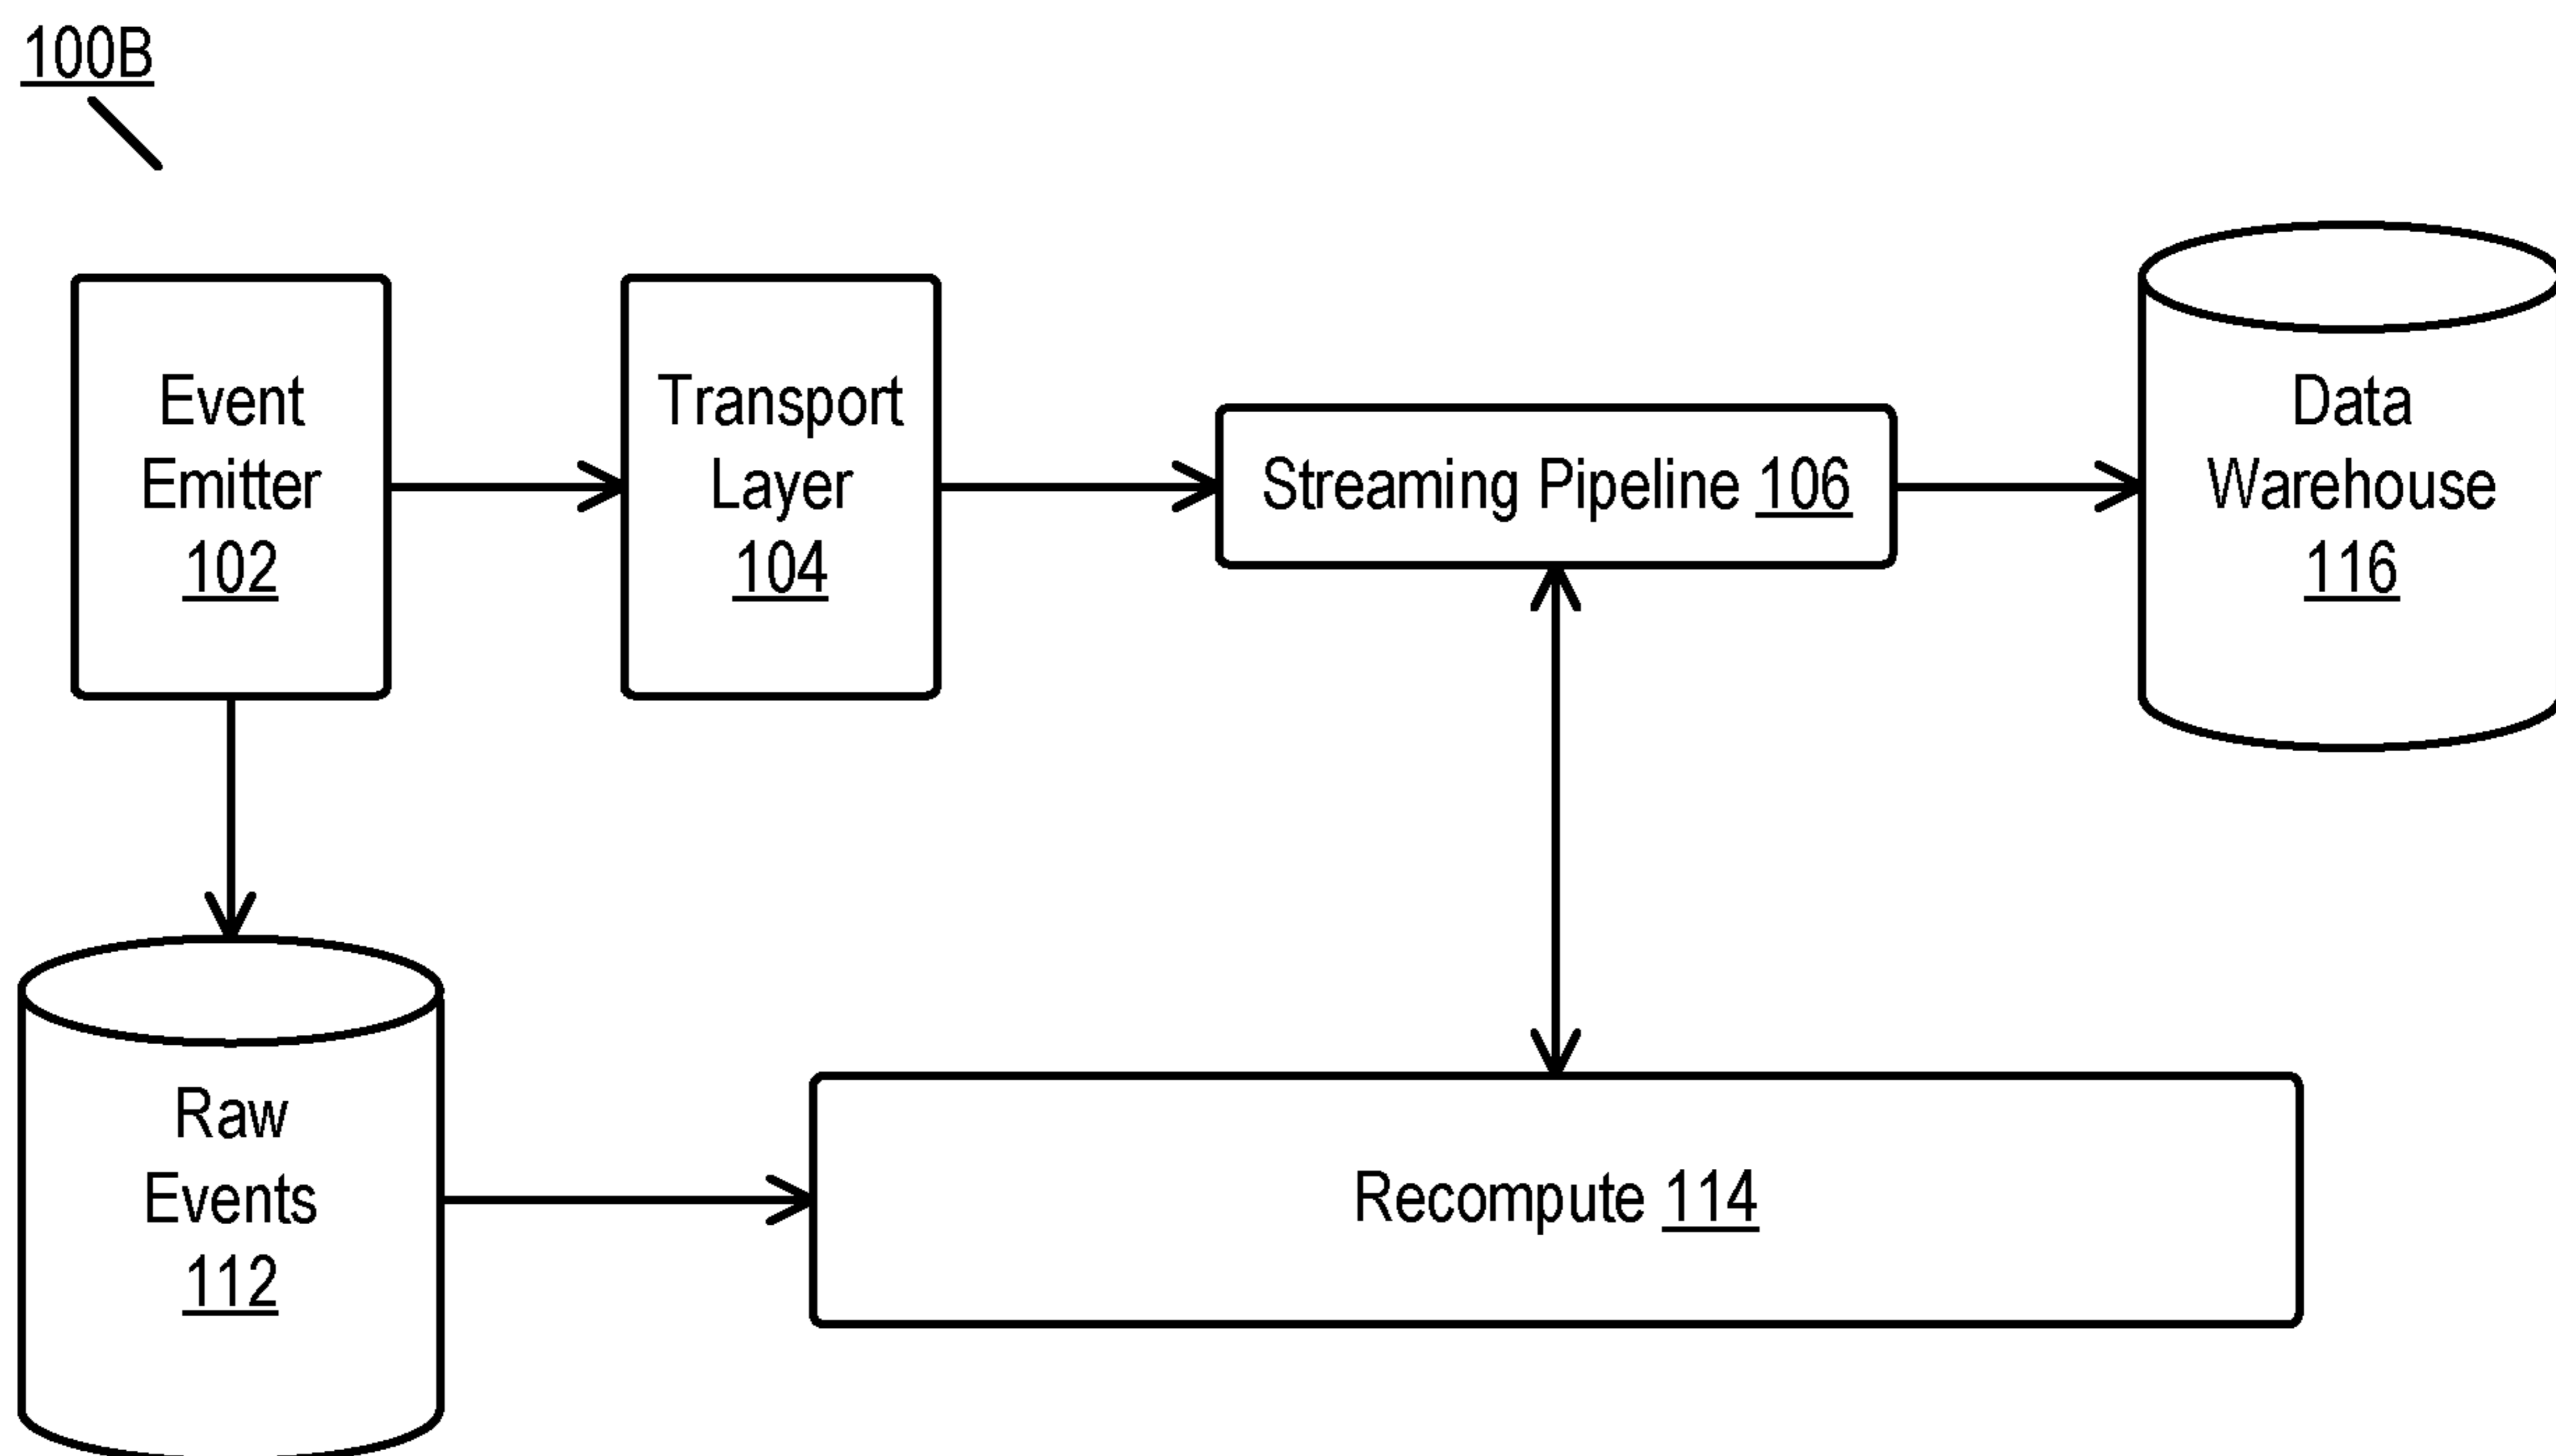 100B
Event
Emitter
102
Transport
Layer
104
Streaming Pipeline 106
Data
Warehouse
116
Raw
Events
112
Recompute 114